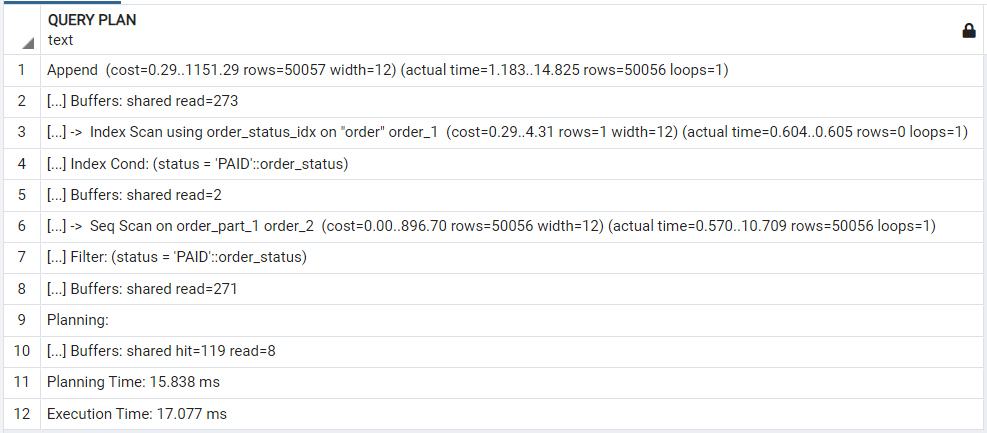 QUERY PLAN
text
1 Append (cost=0.29..1151.29 rows=50057 width=12) (actual time=1.183..14.825 rows=50056 loops=1)
2 [...] Buffers: shared read=273
3 [...] -> Index Scan using order_status_idx on "order" order_1 (cost=0.29..4.31 rows=1 width=12) (actual time=0.604..0.605 rows=0 loops=1)
4 [...] Index Cond: (status = 'PAID'::order_status)
5 [...] Buffers: shared read=2
6 [...] -> Seq Scan on order_part_1 order_2 (cost=0.00..896.70 rows=50056 width=12) (actual time=0.570..10.709 rows=50056 loops=1)
7 [...] Filter: (status = 'PAID'::order_status)
8 [...] Buffers: shared read=271
9 Planning:
10 [...] Buffers: shared hit=119 read=8
11 Planning Time: 15.838 ms
12 Execution Time: 17.077 ms